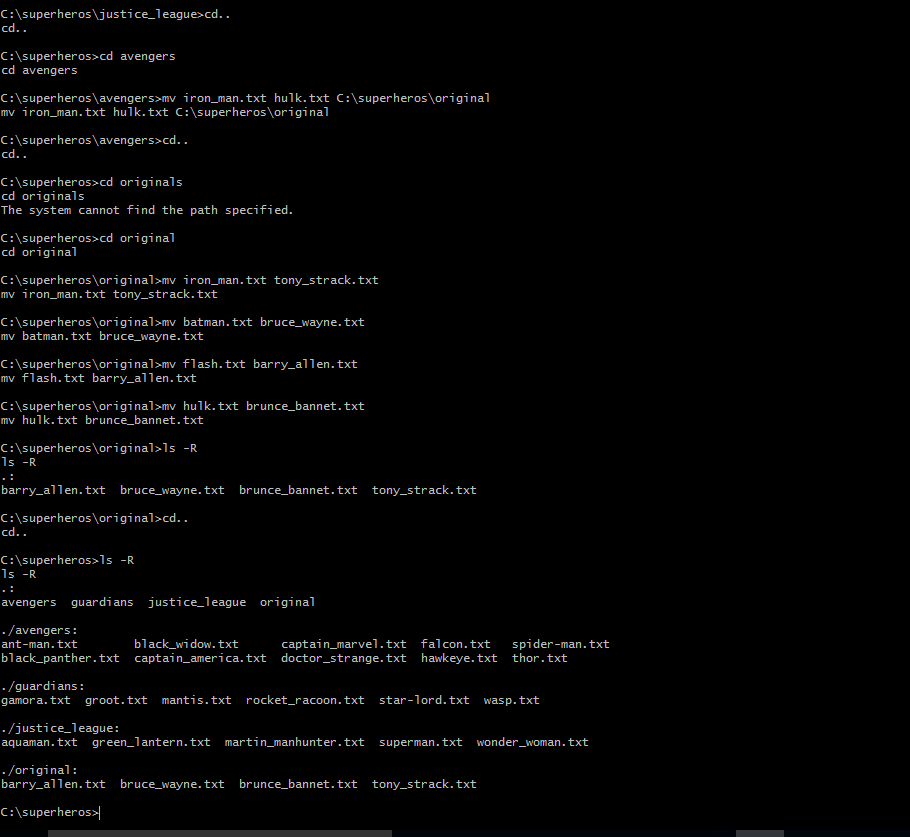 C:\superheros\justice_league>cd..
cd..
C:\superheros>cd avengers
cd avengers
C:\superheros\avengers>mv iron_man.txt hulk.txt C:\superheros\original
mv iron_man.txt hulk.txt C:\superheros\original
C:\superheros\avengers>cd..
cd..
C:\superheros>cd originals
cd originals
The system cannot find the path specified.
C:\superheros>cd original
cd original
C:\superheros\original>mv iron_man.txt tony_strack.txt
mv iron_man.txt tony_strack.txt
C:\superheros\original>mv batman.txt bruce_wayne.txt
mv batman.txt bruce_wayne.txt
C:\superheros\original>mv flash.txt barry_allen.txt
mv flash.txt barry_allen.txt
C:\superheros\original>mv hulk.txt brunce_bannet.txt
mv hulk.txt brunce_bannet.txt
C:\superheros\original>ls -R
ls -R
.:
barry_allen.txt  bruce_wayne.txt  brunce_bannet.txt  tony_strack.txt
C:\superheros\original>cd..
cd..
C:\superheros>ls -R
ls -R
.:
avengers  guardians  justice_league  original
./avengers:
ant-man.txt        black_widow.txt      captain_marvel.txt  falcon.txt   spider-man.txt
black_panther.txt  captain_america.txt  doctor_strange.txt  hawkeye.txt  thor.txt
./guardians:
gamora.txt  groot.txt  mantis.txt  rocket_racoon.txt  star-lord.txt  wasp.txt
./justice_league:
aquaman.txt  green_lantern.txt  martin_manhunter.txt  superman.txt  wonder_woman.txt
./original:
barry_allen.txt  bruce_wayne.txt  brunce_bannet.txt  tony_strack.txt
C:\superheros>